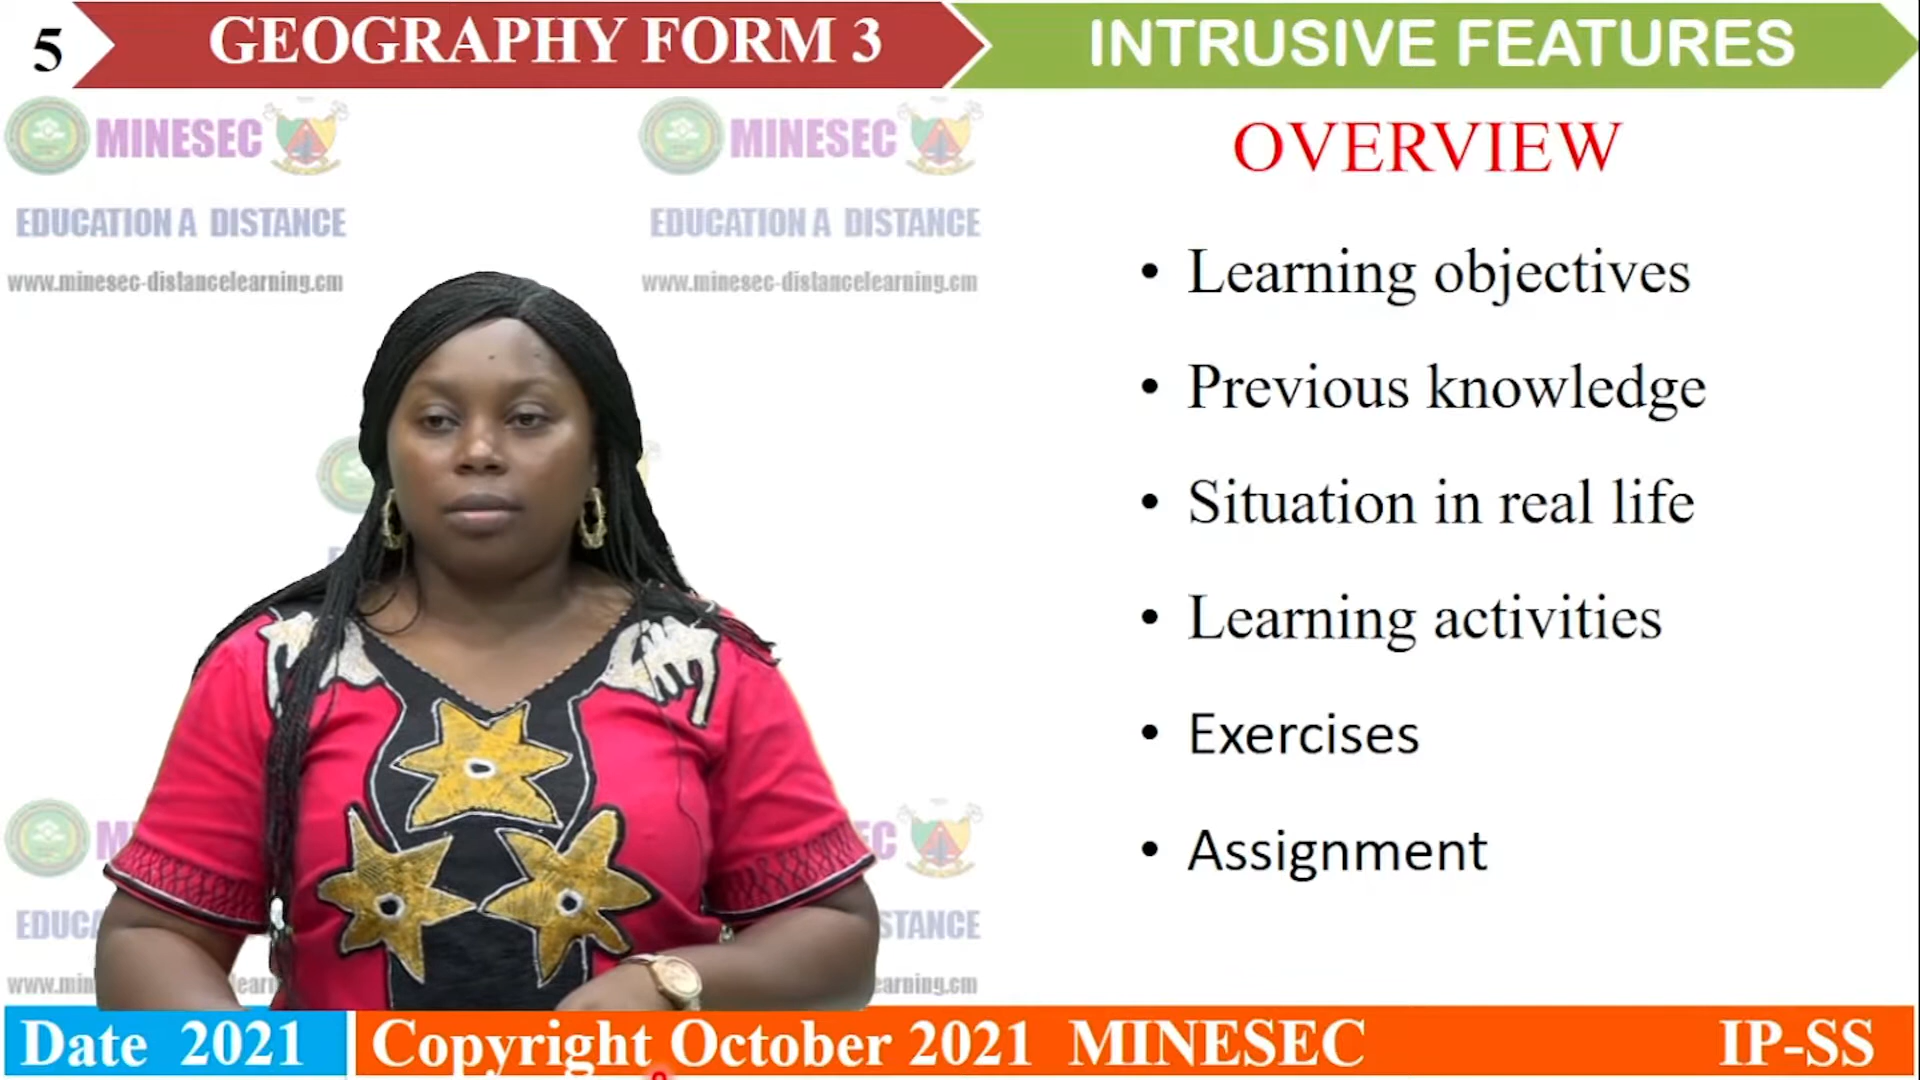 5
GEOGRAPHY FORM 3
INTRUSIVE FEATURES
MINESEC
EDUCATION A DISTANCE
www.minesec-distancelearning.cm
MINESEC
EDUCATION A DISTANCE
www.minesec-distancelearning.cm
OVERVIEW
• Learning objectives
• Previous knowledge
• Situation in real life
• Learning activities
• Exercises
• Assignment
Date 2021
Copyright October 2021 MINESEC
IP-SS